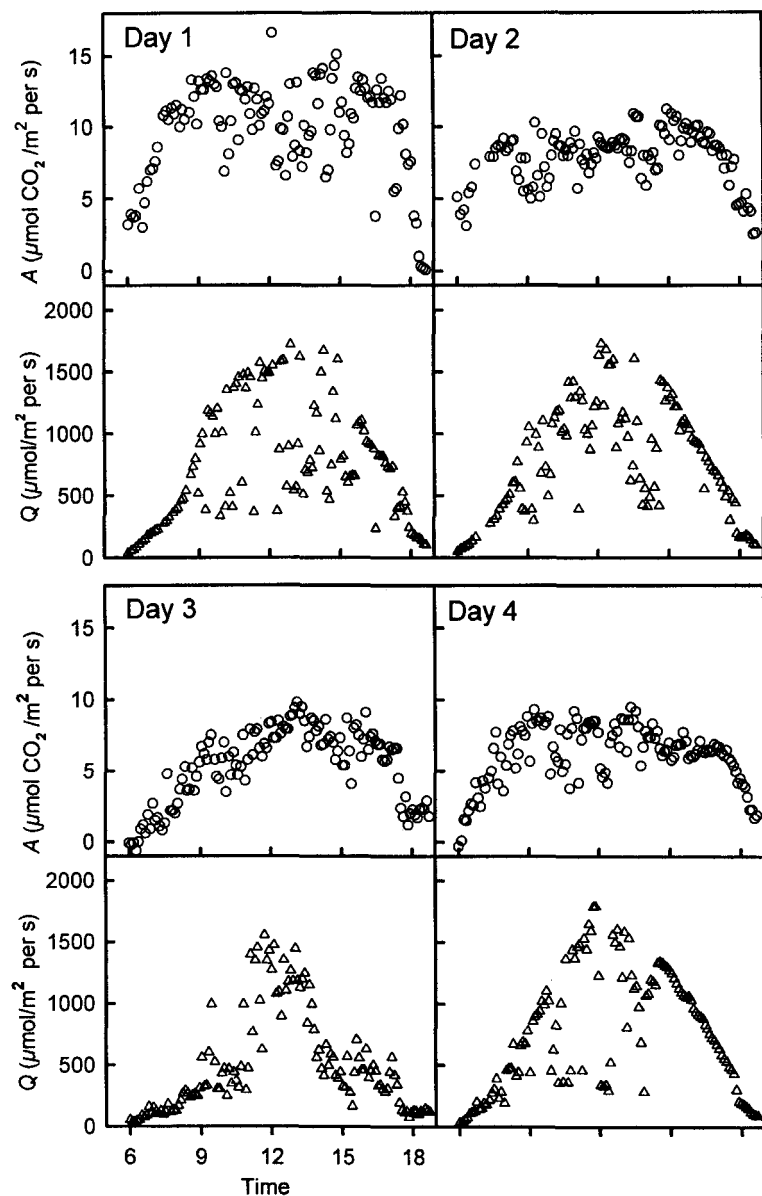 Day 1
Day 2
A (µmol CO₂ /m² per s)
15
10
5
0
Q (µmol/m² per s)
2000
1500
1000
500
0
Day 3
Day 4
A (µmol CO₂ /m² per s)
15
10
5
0
Q (µmol/m² per s)
2000
1500
1000
500
0
6 9 12 15 18
Time